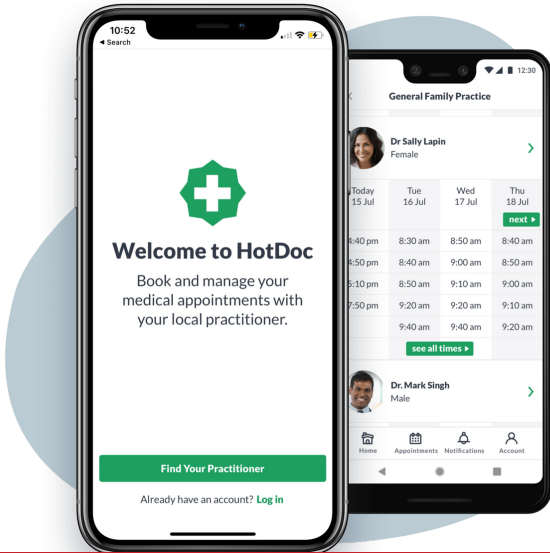 10:52
Search
Welcome to HotDoc
Book and manage your
medical appointments with
your local practitioner.
Find Your Practitioner
Already have an account? Log in
12:30
General Family Practice
Dr Sally Lapin
Female
Today Tue Wed Thu
15 Jul 16 Jul 17 Jul 18 Jul
next
4:40 pm 8:30 am 8:50 am 8:40 am
4:50 pm 8:40 am 9:00 am 8:50 am
5:10 pm 8:50 am 9:10 am 9:00 am
7:50 pm 9:20 am 9:20 am 9:10 am
9:40 am 9:40 am 9:20 am
see all times
Dr. Mark Singh
Male
Home Appointments Notifications Account